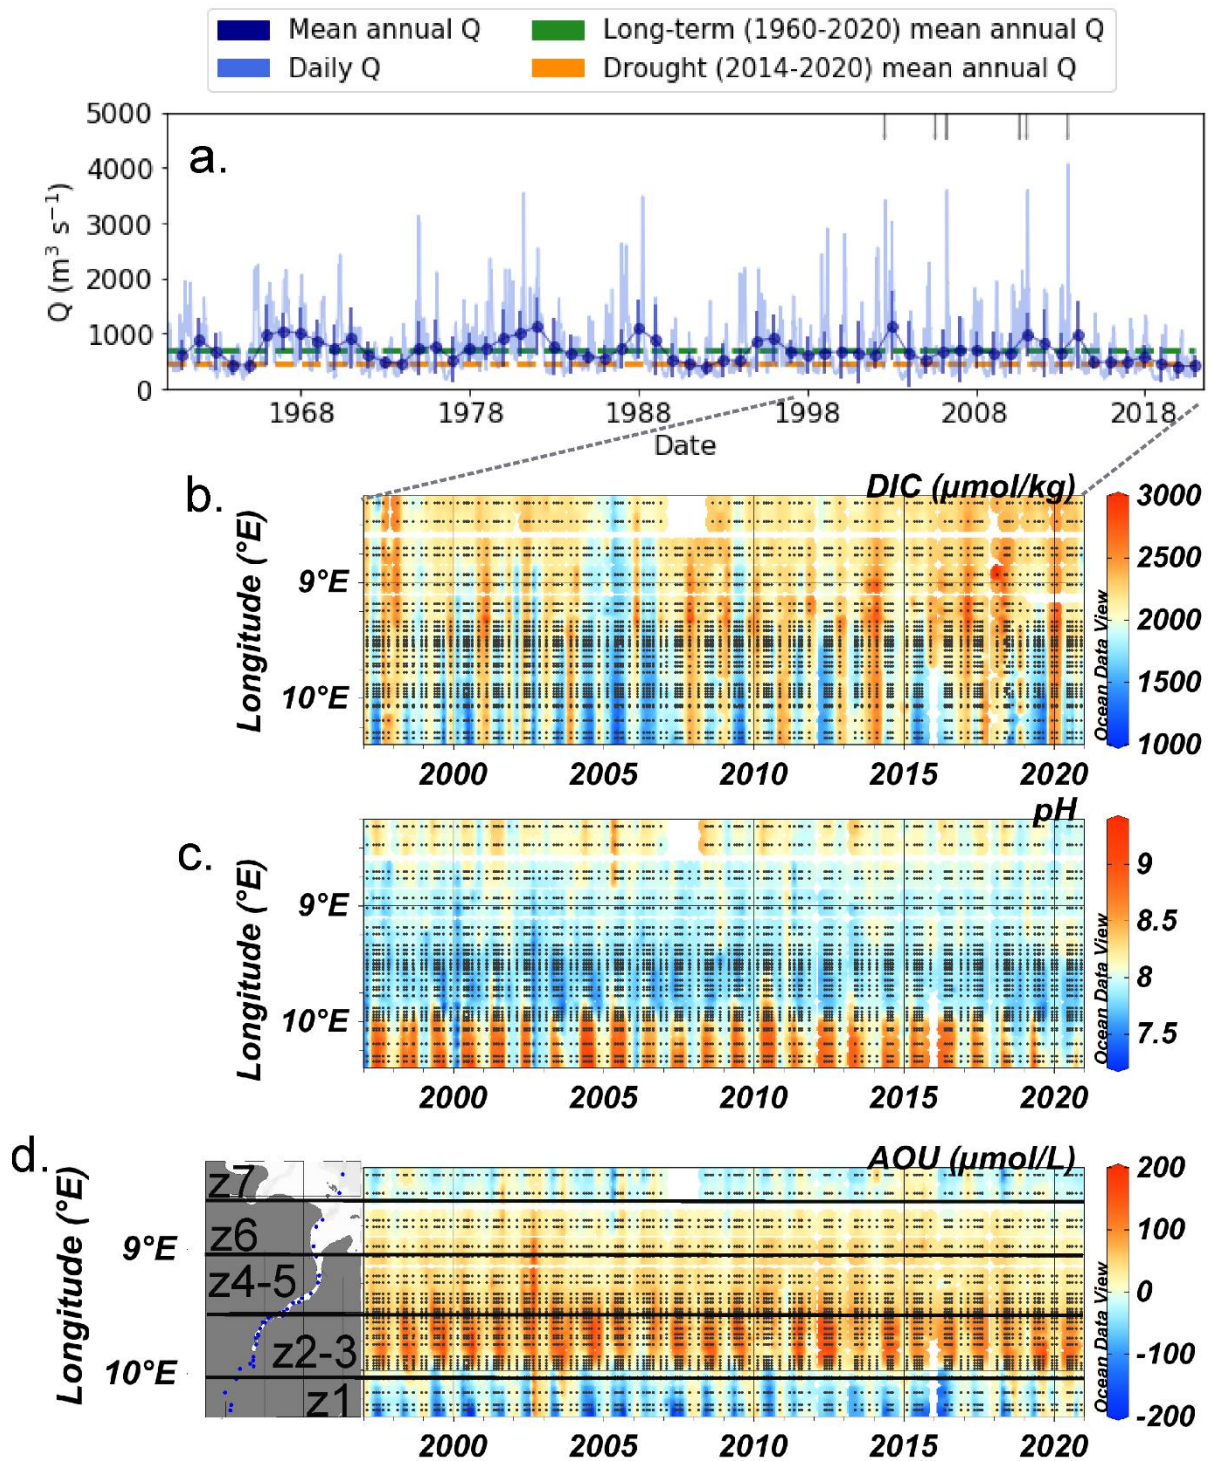 Mean annual Q
Long-term (1960-2020) mean annual Q
Daily Q
Drought (2014-2020) mean annual Q
a.
Q (m³ s⁻¹)
5000
4000
3000
2000
1000
0
1968
1978
1988
1998
2008
2018
Date
b.
DIC (µmol/kg)
Longitude (°E)
9°E
10°E
2000
2005
2010
2015
2020
3000
2500
2000
1500
1000
Ocean Data View
c.
pH
Longitude (°E)
9°E
10°E
2000
2005
2010
2015
2020
9
8.5
8
7.5
Ocean Data View
d.
AOU (µmol/L)
Longitude (°E)
9°E
10°E
z7
z6
z4-5
z2-3
z1
2000
2005
2010
2015
2020
200
100
0
-100
-200
Ocean Data View